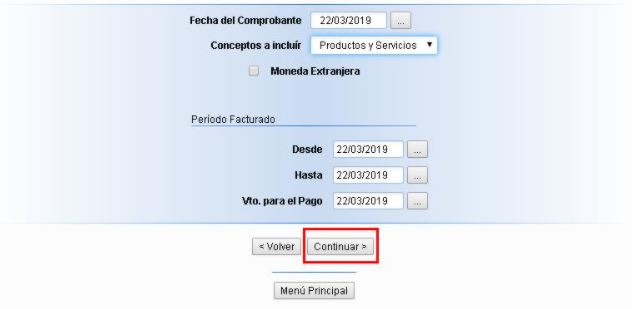 Fecha del Comprobante 22/03/2019 ...
Conceptos a incluír Productos y Servicios
Moneda Extranjera
Período Facturado
Desde 22/03/2019 ...
Hasta 22/03/2019 ...
Vto. para el Pago 22/03/2019 ...
< Volver Continuar >
Menú Principal